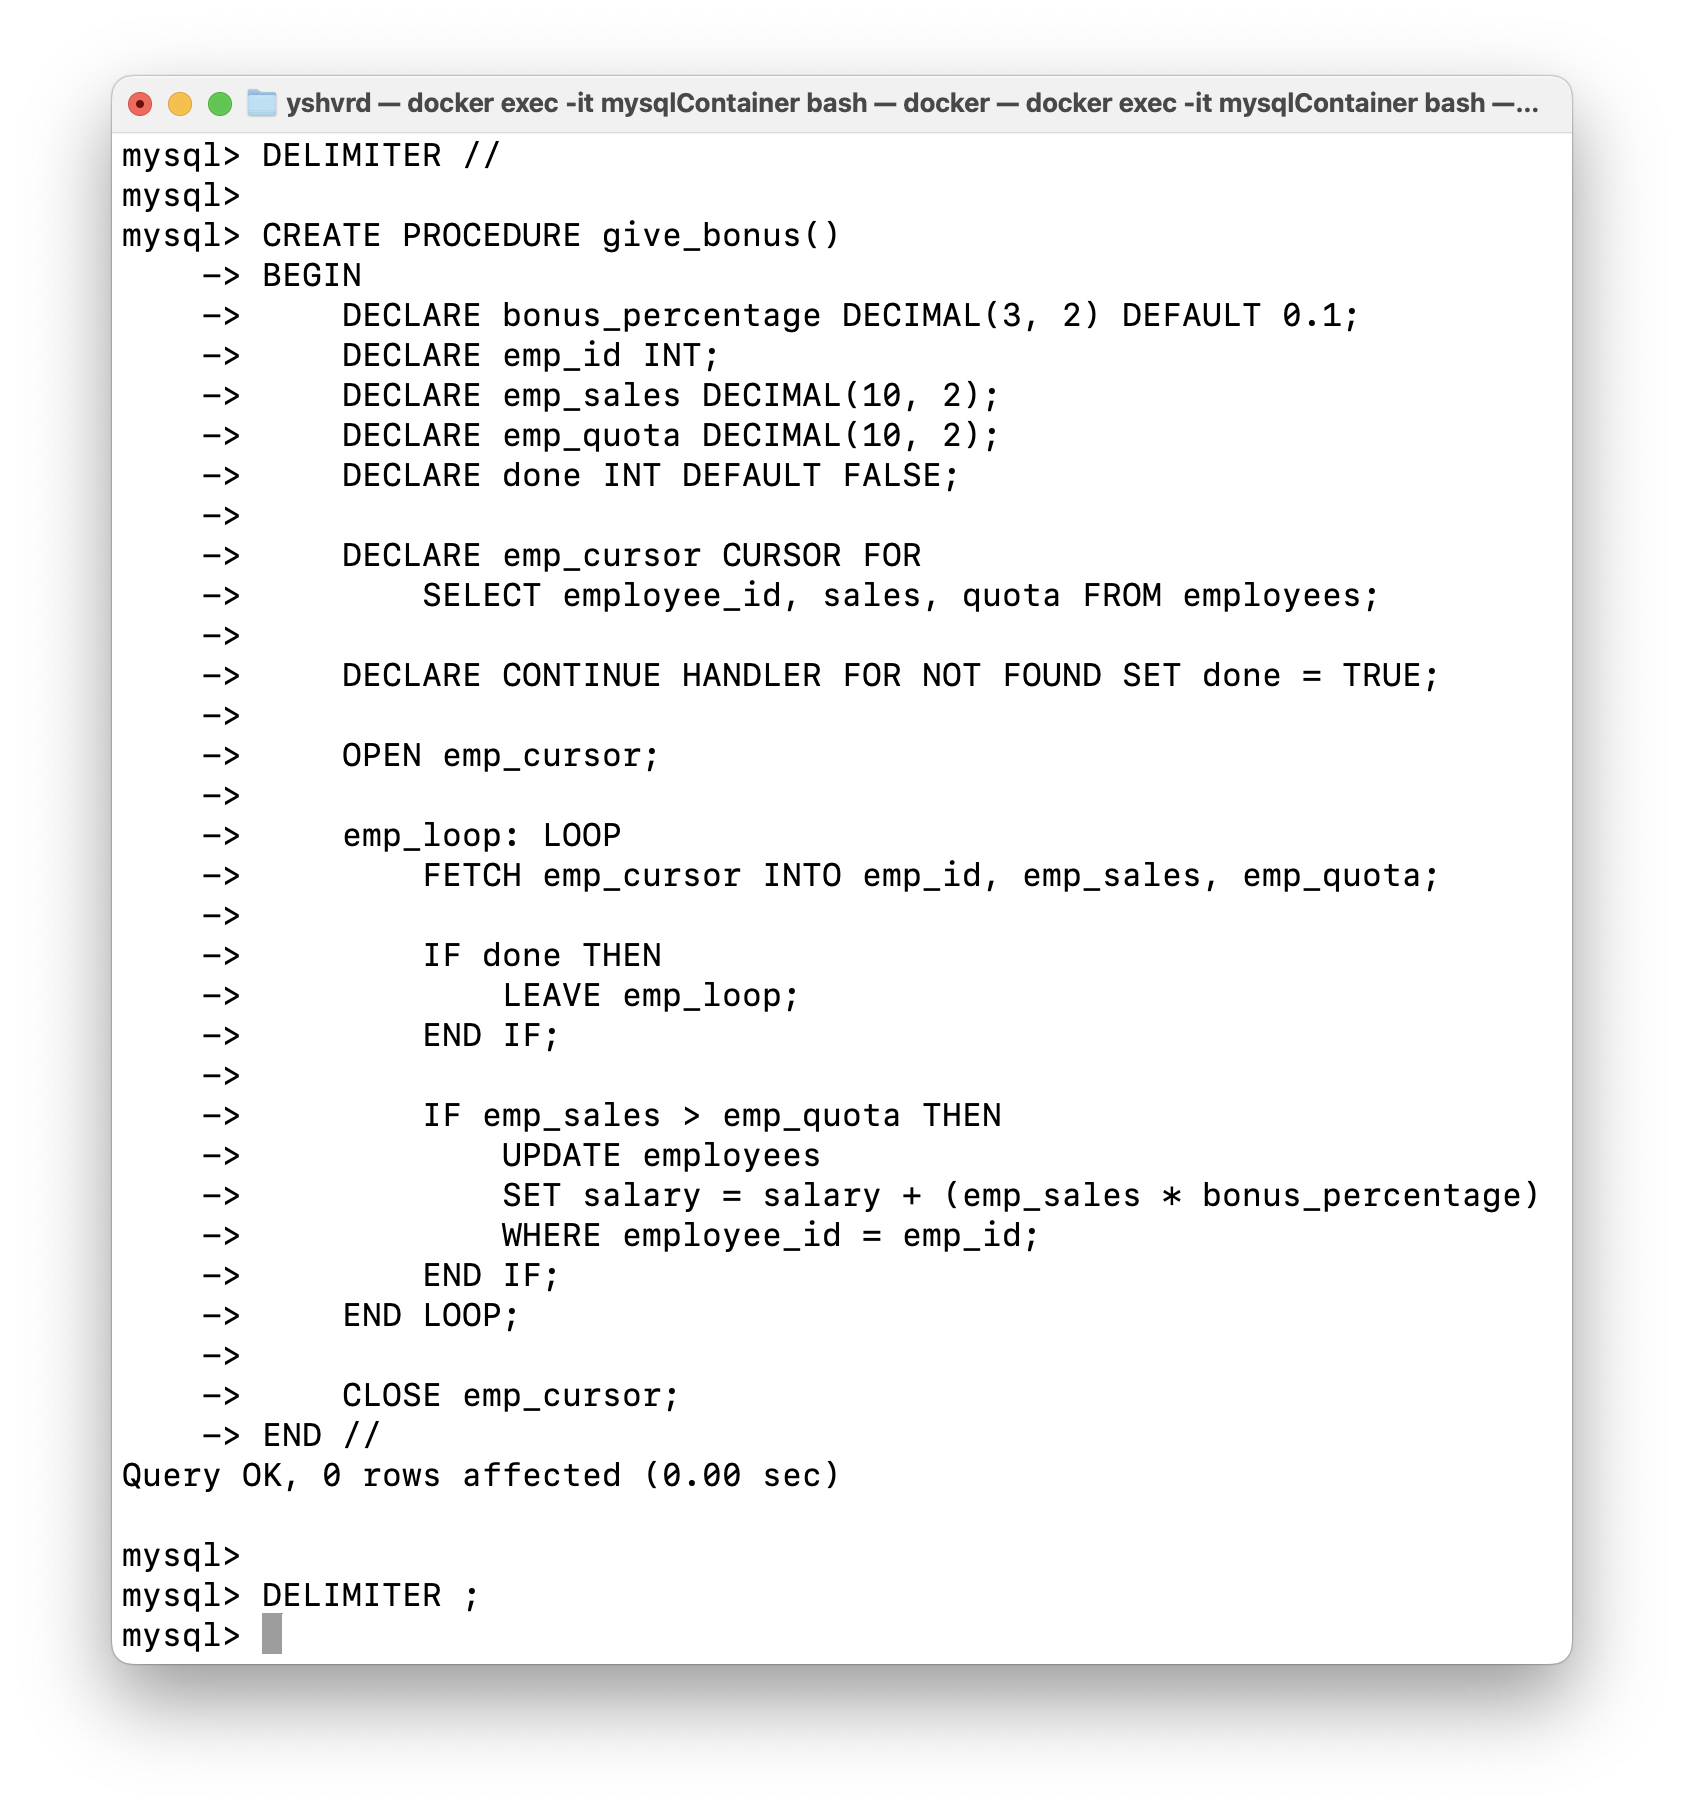 yshvrd — docker exec -it mysqlContainer bash — docker — docker exec -it mysqlContainer bash —...
mysql> DELIMITER //
mysql>
mysql> CREATE PROCEDURE give_bonus()
    -> BEGIN
    ->     DECLARE bonus_percentage DECIMAL(3, 2) DEFAULT 0.1;
    ->     DECLARE emp_id INT;
    ->     DECLARE emp_sales DECIMAL(10, 2);
    ->     DECLARE emp_quota DECIMAL(10, 2);
    ->     DECLARE done INT DEFAULT FALSE;
    ->
    ->     DECLARE emp_cursor CURSOR FOR
    ->         SELECT employee_id, sales, quota FROM employees;
    ->
    ->     DECLARE CONTINUE HANDLER FOR NOT FOUND SET done = TRUE;
    ->
    ->     OPEN emp_cursor;
    ->
    ->     emp_loop: LOOP
    ->         FETCH emp_cursor INTO emp_id, emp_sales, emp_quota;
    ->
    ->         IF done THEN
    ->             LEAVE emp_loop;
    ->         END IF;
    ->
    ->         IF emp_sales > emp_quota THEN
    ->             UPDATE employees
    ->             SET salary = salary + (emp_sales * bonus_percentage)
    ->             WHERE employee_id = emp_id;
    ->         END IF;
    ->     END LOOP;
    ->
    ->     CLOSE emp_cursor;
    -> END //
Query OK, 0 rows affected (0.00 sec)

mysql>
mysql> DELIMITER ;
mysql>